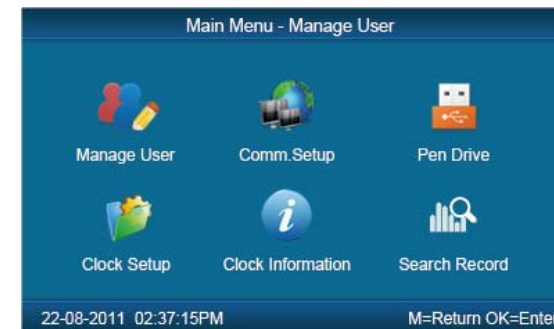 Main Menu - Manage User
Manage User Comm.Setup Pen Drive
Clock Setup Clock Information Search Record
22-08-2011 02:37:15PM M=Return OK=Enter